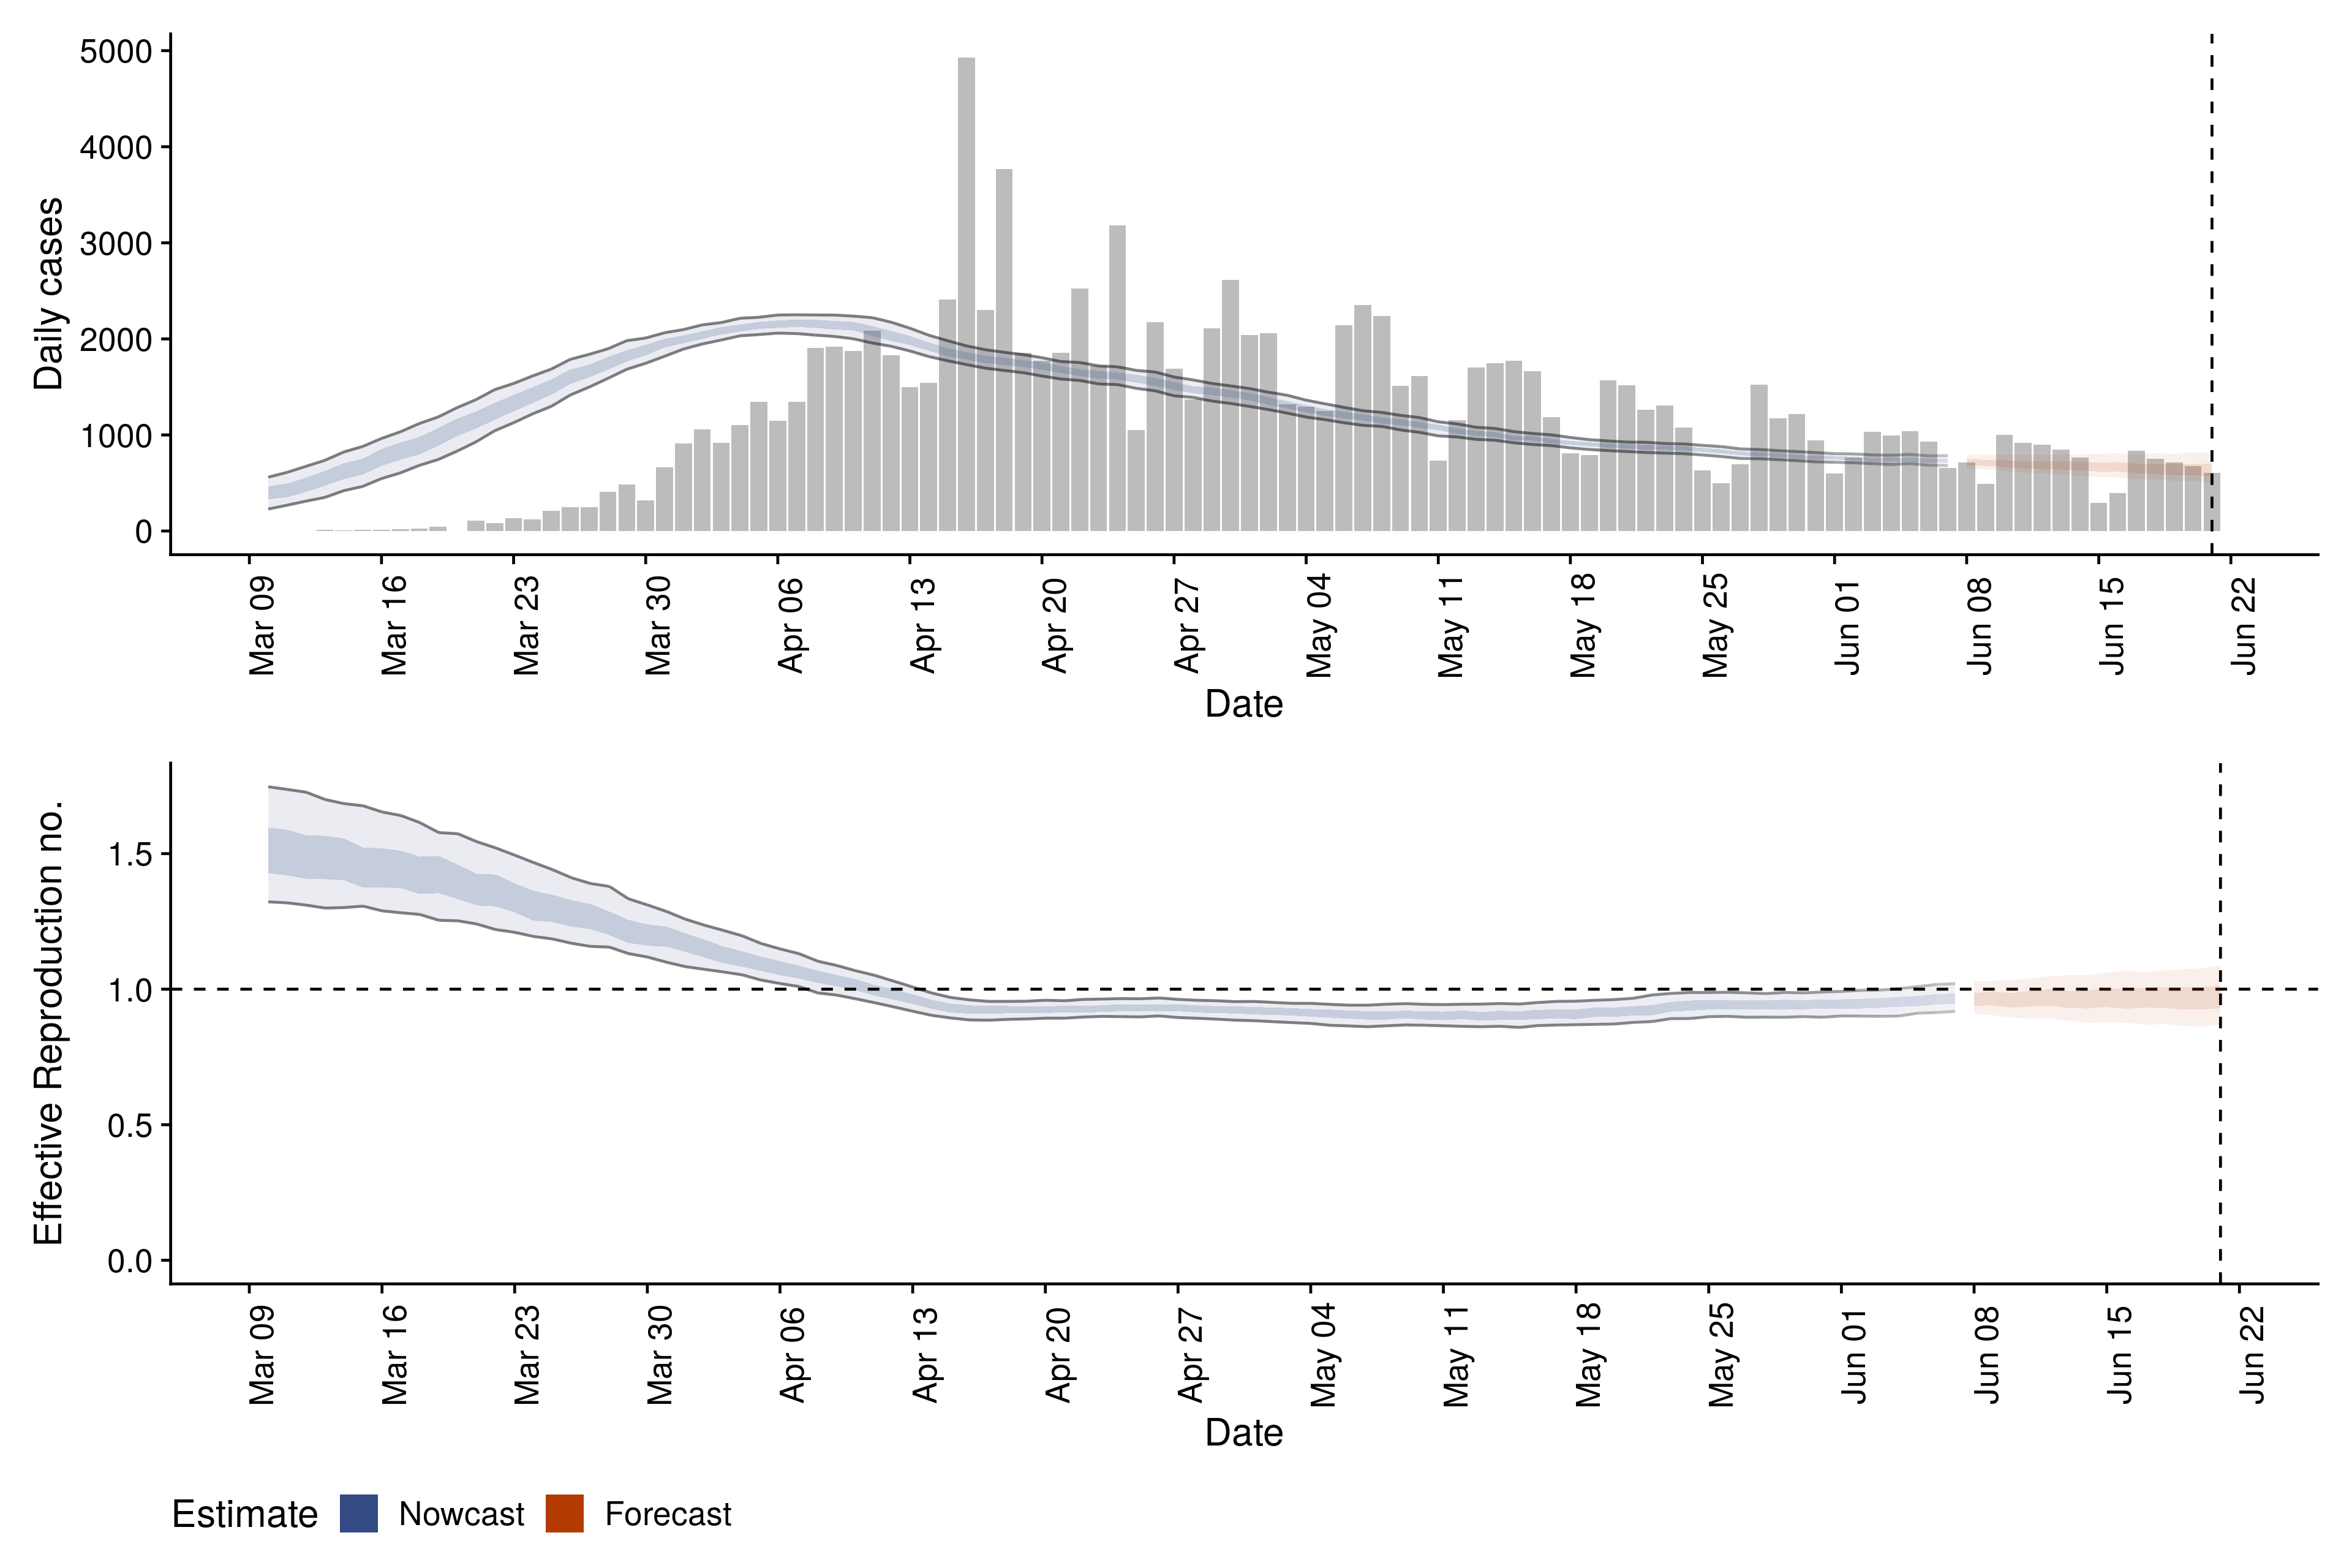 Daily cases
5000
4000
3000
2000
1000
0
Mar 09
Mar 16
Mar 23
Mar 30
Apr 06
Apr 13
Apr 20
Apr 27
May 04
May 11
May 18
May 25
Jun 01
Jun 08
Jun 15
Jun 22
Date
Effective Reproduction no.
1.5
1.0
0.5
0.0
Mar 09
Mar 16
Mar 23
Mar 30
Apr 06
Apr 13
Apr 20
Apr 27
May 04
May 11
May 18
May 25
Jun 01
Jun 08
Jun 15
Jun 22
Date
Estimate Nowcast Forecast